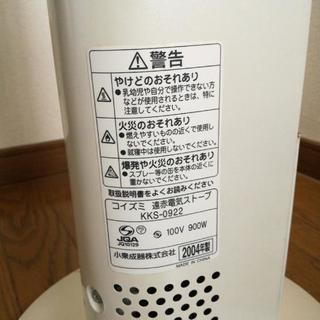 警告
やけどのおそれあり
●乳幼児や自分で操作できない方
などが使用されるときは、特に
注意してください。
火災のおそれあり
●燃えやすいものの近くで使用し
ないでください。
●就寝中は使用しないでください。
爆発や火災のおそれあり
●スプレー等の缶を本体の近くに
置かないでください。
取扱説明書をよくお読みください
コイズミ 遠赤電気ストーブ
KKS-0922
JQA
JQ10129
100V 900W
小泉成器株式会社
2004年製
MADE IN CHINA